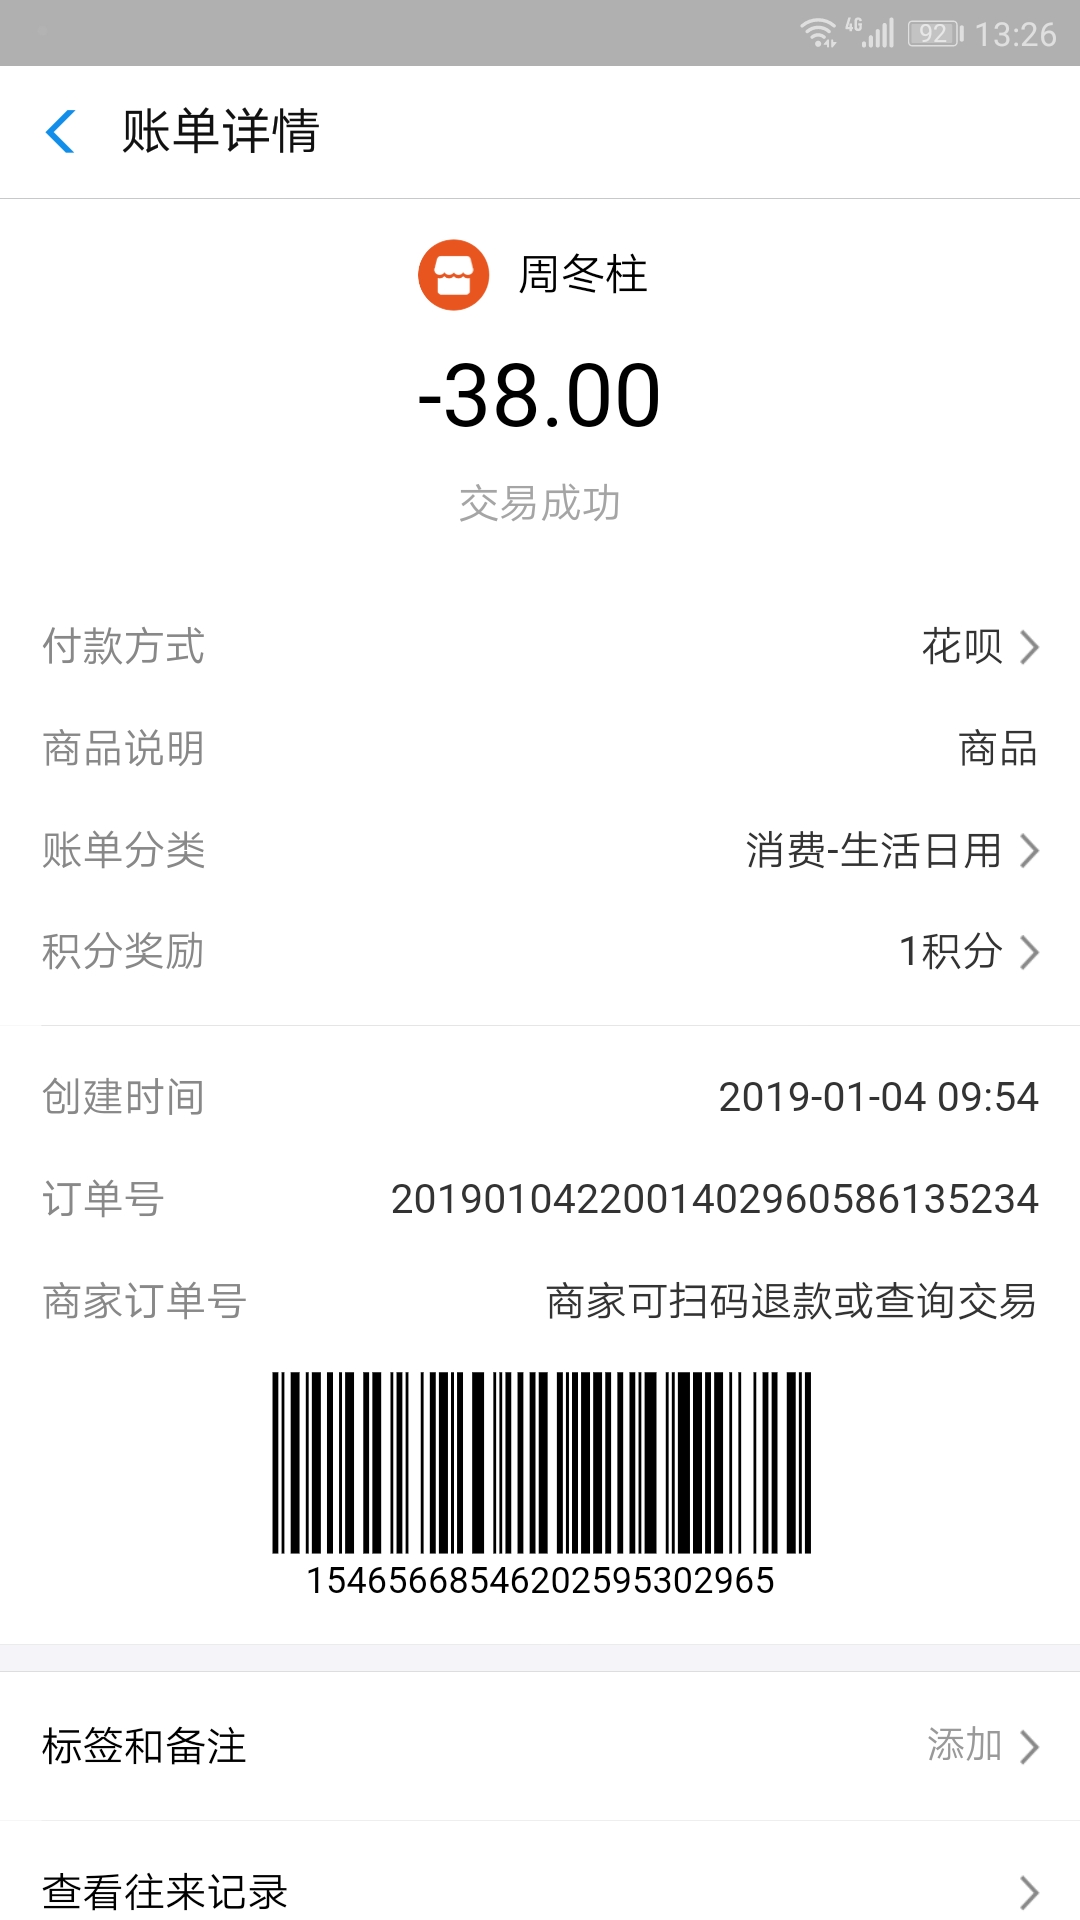 4G 92 13:26
账单详情
周冬柱
-38.00
交易成功
付款方式 花呗
商品说明 商品
账单分类 消费-生活日用
积分奖励 1积分
创建时间 2019-01-04 09:54
订单号 2019010422001402960586135234
商家订单号 商家可扫码退款或查询交易
15465668546202595302965
标签和备注 添加
查看往来记录